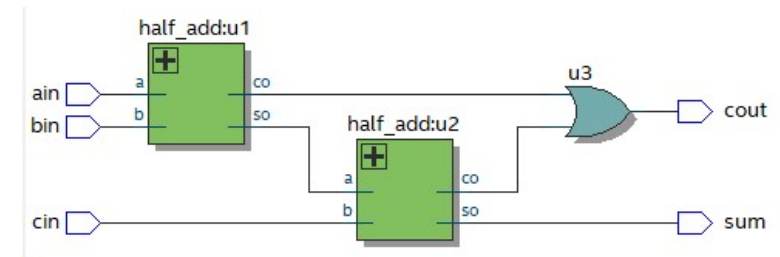 half_add:u1
ain
a
co
u3
bin
b
so
cout
half_add:u2
a
co
cin
b
so
sum